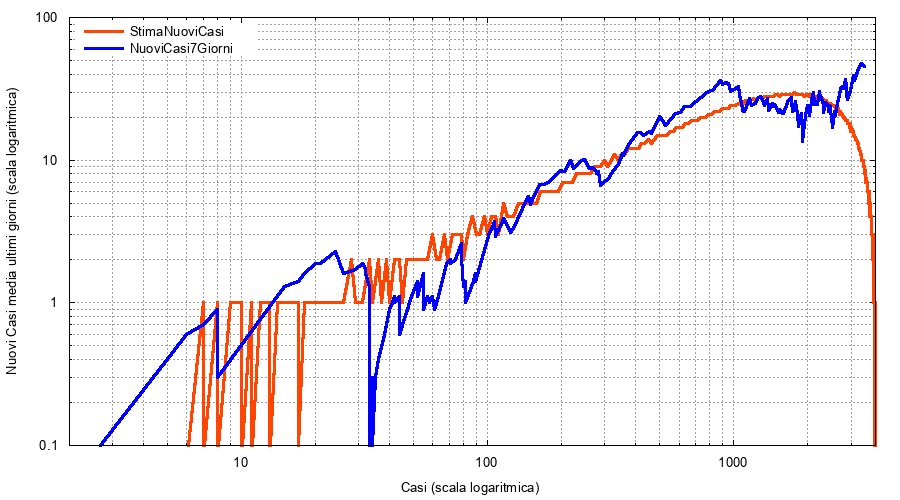 100
StimaNuoviCasi
NuoviCasi7Giorni
10
1
0.1
Nuovi Casi media ultimi giorni (scala logaritmica)
10
100
1000
Casi (scala logaritmica)